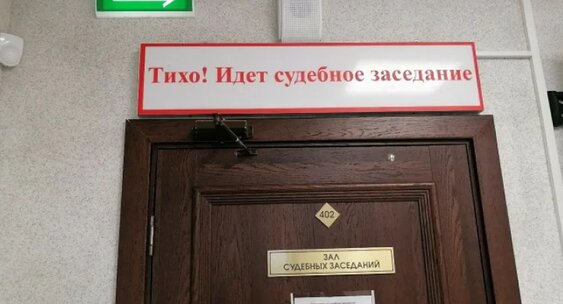 Тихо! Идет судебное заседание
402
ЗАЛ
СУДЕБНЫХ ЗАСЕДАНИЙ